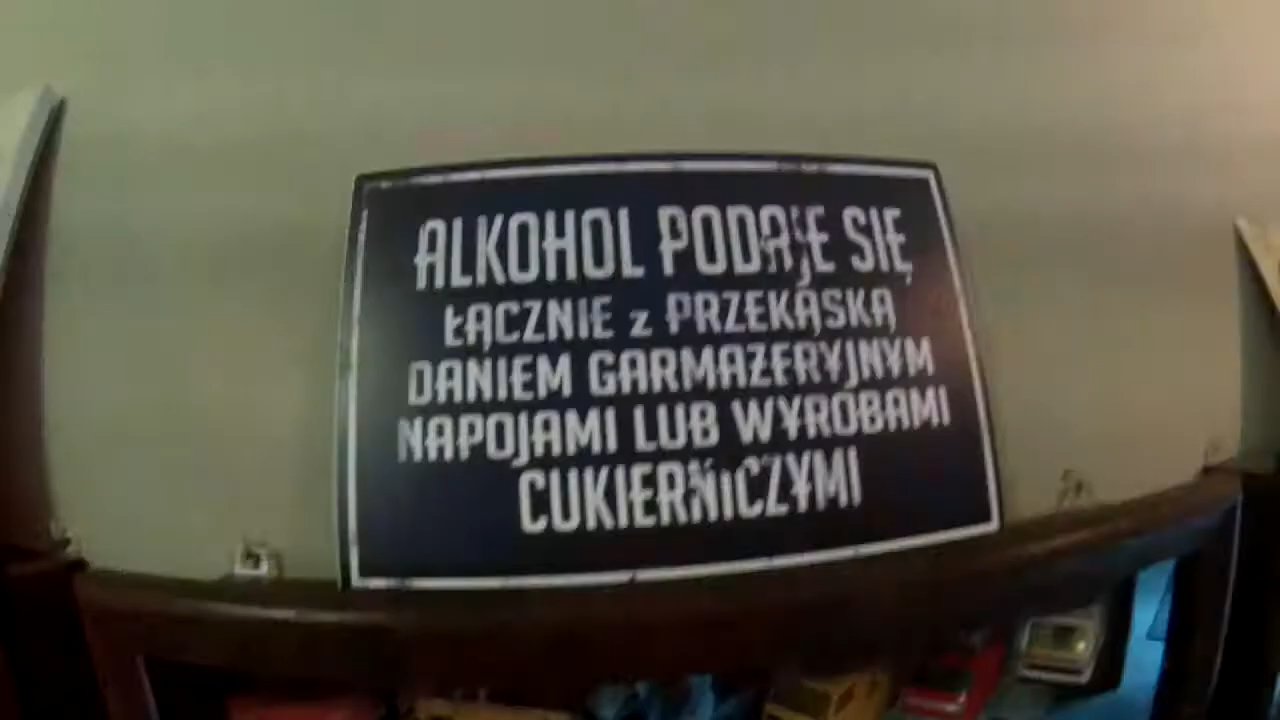 ALKOHOL PODAJE SIĘ
ŁĄCZNIE z PRZEKĄSKĄ
DANIEM GARMAŻERYJNYM
NAPOJAMI LUB WYROBAMI
CUKIERNICZYMI